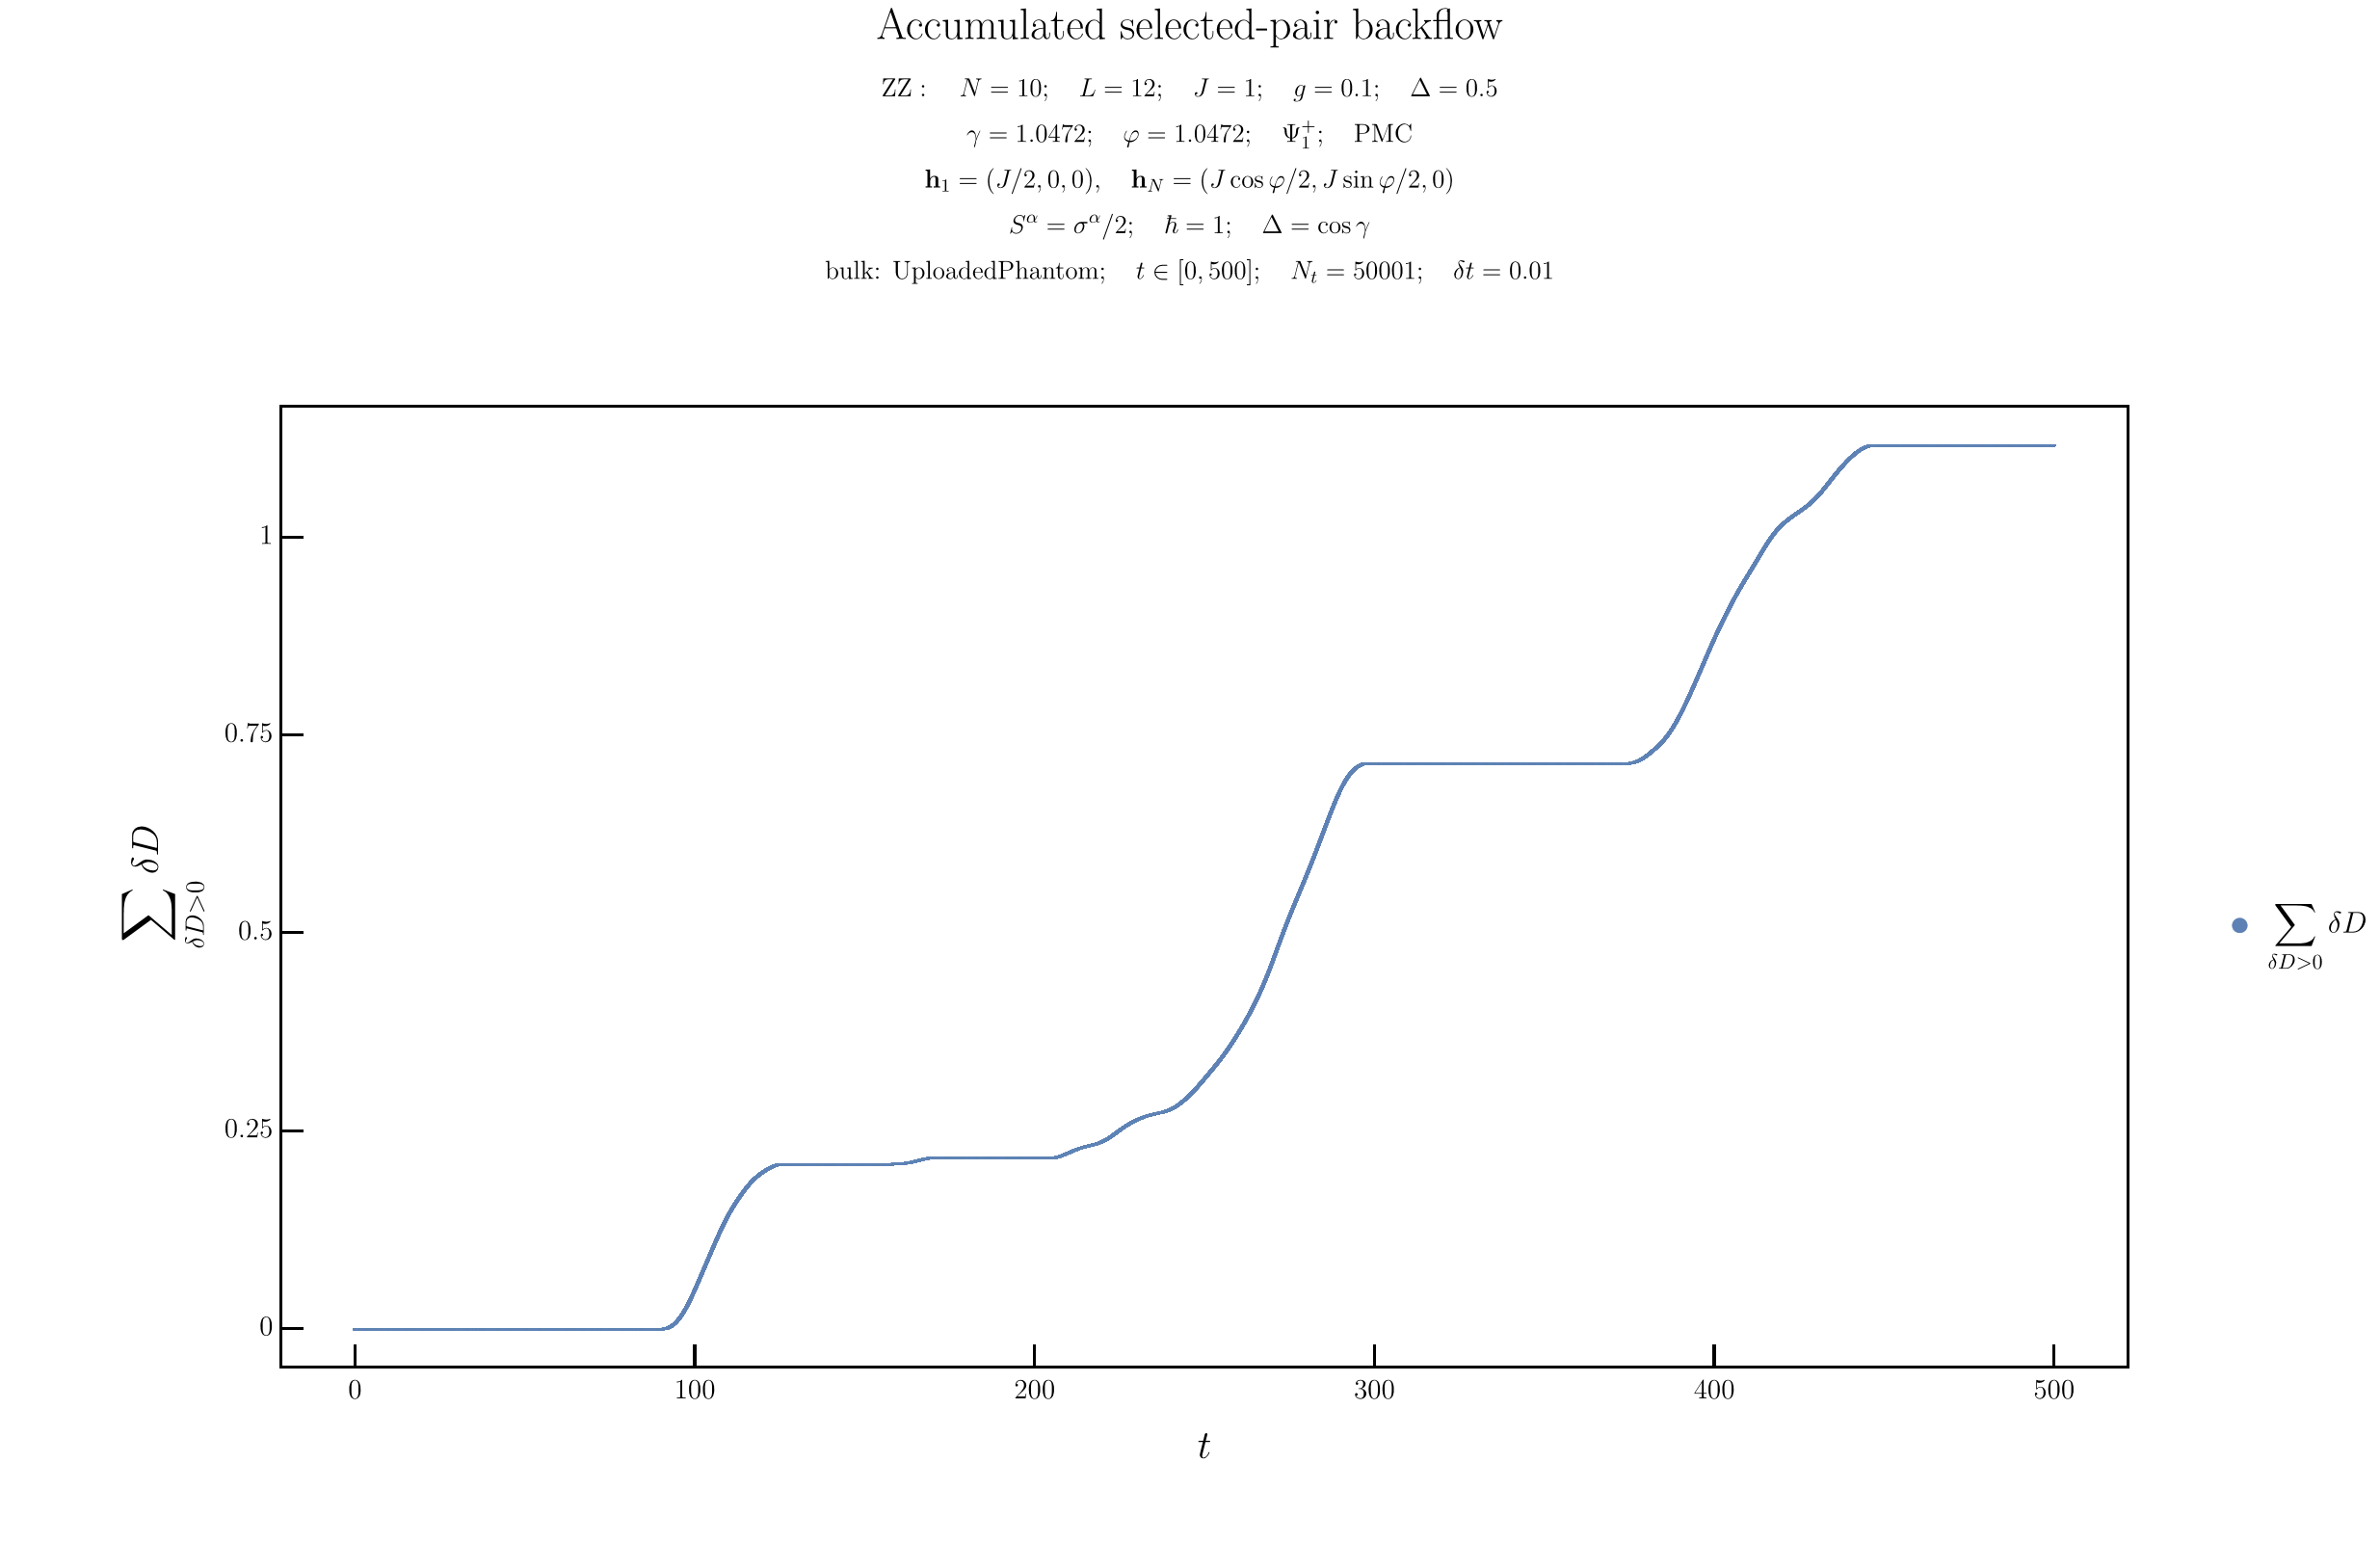 Accumulated selected-pair backflow
ZZ : N = 10; L = 12; J = 1; g = 0.1; Δ = 0.5
γ = 1.0472; φ = 1.0472; Ψ₁⁺; PMC
𝐡₁ = (J/2, 0, 0), 𝐡_N = (J cos φ/2, J sin φ/2, 0)
S^α = σ^α/2; ℏ = 1; Δ = cos γ
bulk: UploadedPhantom; t ∈ [0, 500]; N_t = 50001; δt = 0.01
1
0.75
0.5
0.25
0
∑_{δD>0} δD
0 100 200 300 400 500
t
∑_{δD>0} δD